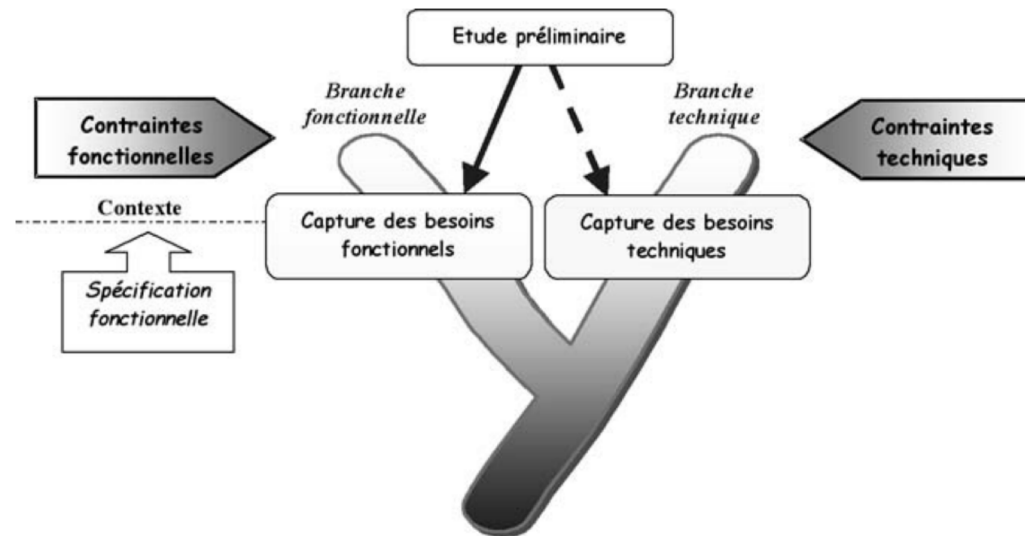 Etude préliminaire
Branche
fonctionnelle
Branche
technique
Contraintes
fonctionnelles
Contraintes
techniques
Contexte
Capture des besoins
fonctionnels
Capture des besoins
techniques
Spécification
fonctionnelle